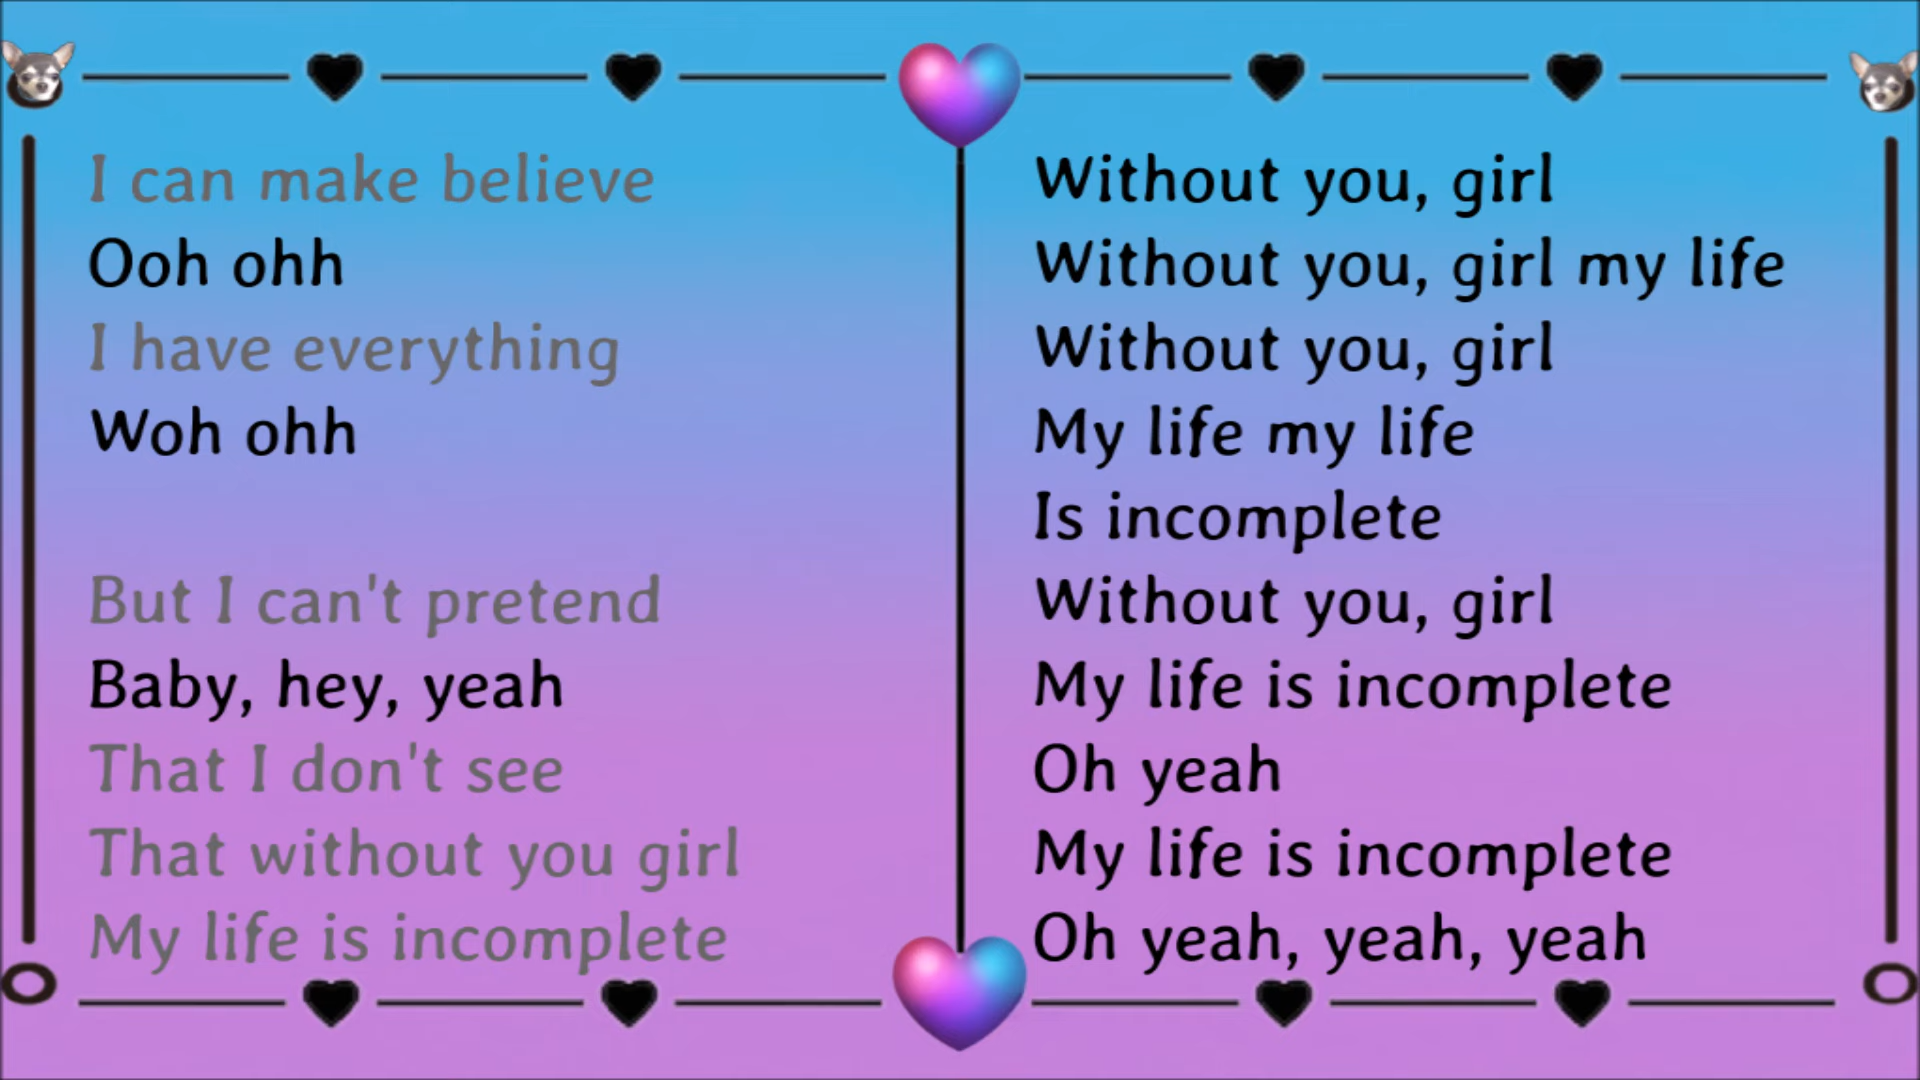 I can make believe
Ooh ohh
I have everything
Woh ohh
But I can't pretend
Baby, hey, yeah
That I don't see
That without you girl
My life is incomplete
Without you, girl
Without you, girl my life
Without you, girl
My life my life
Is incomplete
Without you, girl
My life is incomplete
Oh yeah
My life is incomplete
Oh yeah, yeah, yeah